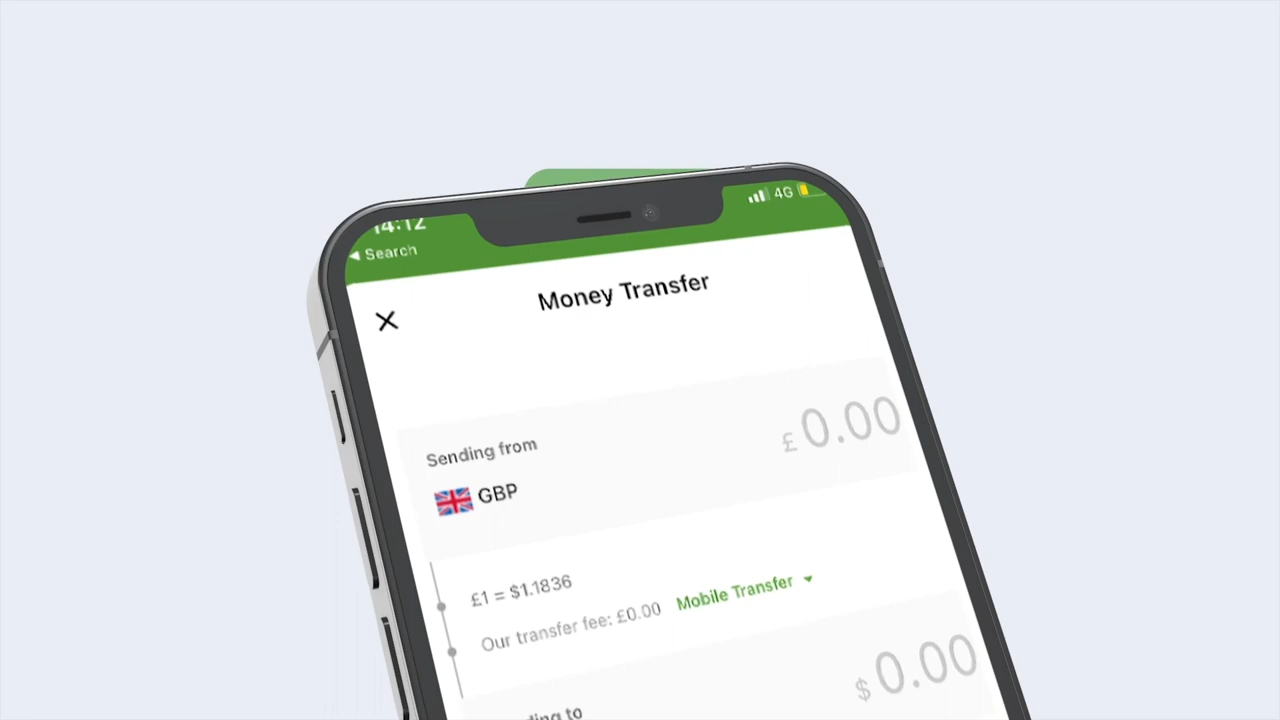 14:12
4G
◀ Search
Money Transfer
Sending from
£ 0.00
GBP
£1 = $1.1836
Our transfer fee: £0.00 Mobile Transfer
$ 0.00
to